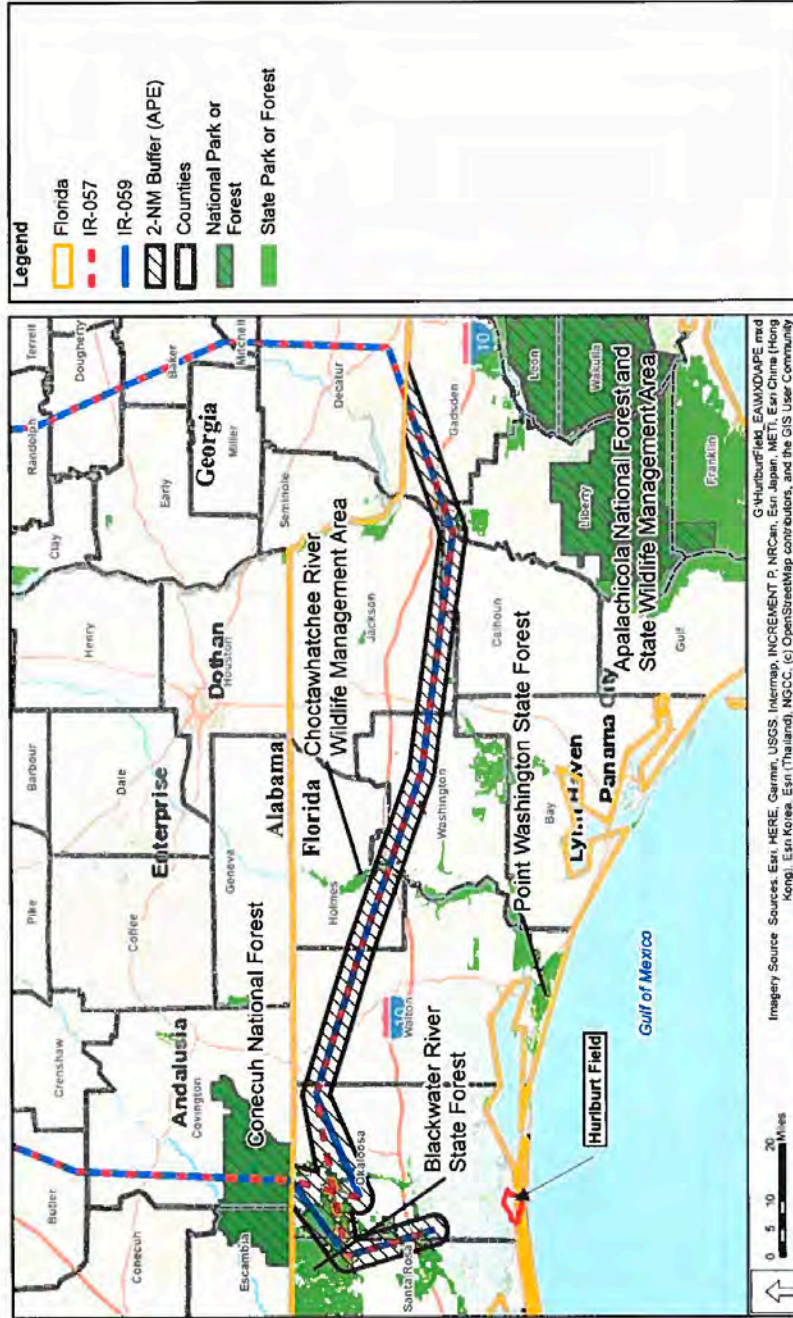 Legend
Florida
IR-057
IR-059
2-NM Buffer (APE)
Counties
National Park or
Forest
State Park or Forest
Butler
Crenshaw
Pike
Barbour
Henry
Clay
Randolph
Terrell
Dougherty
Conecuh
Andalusia
Covington
Coffee
Enterprise
Dale
Dothan
Houston
Early
Georgia
Miller
Baker
Mitchell
Escambia
Conecuh National Forest
Geneva
Alabama
Florida
Seminole
Decatur
Choctawhatchee River
Wildlife Management Area
Holmes
Jackson
Gadsden
10
Santa Rosa
Okaloosa
Blackwater River
State Forest
10
Walton
Washington
Calhoun
Liberty
Leon
Wakulla
Point Washington State Forest
Bay
Lynn Haven
Panama City
Apalachicola National Forest and
State Wildlife Management Area
Gulf
Franklin
Hurlburt Field
Gulf of Mexico
0 5 10 20
Miles
G:\HurlburtField_EA\MXD\APE.mxd
Imagery Source: Sources: Esri, HERE, Garmin, USGS, Intermap, INCREMENT P, NRCan, Esri Japan, METI, Esri China (Hong
Kong), Esri Korea, Esri (Thailand), NGCC, (c) OpenStreetMap contributors, and the GIS User Community